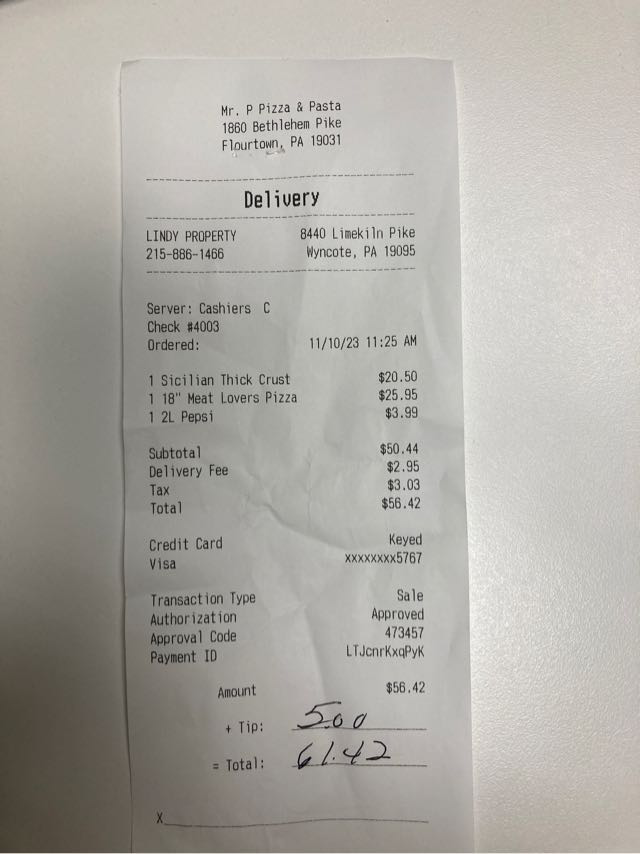 Mr. P Pizza & Pasta
1860 Bethlehem Pike
Flourtown, PA 19031
Delivery
LINDY PROPERTY 8440 Limekiln Pike
215-886-1466 Wyncote, PA 19095
Server: Cashiers C
Check #4003
Ordered: 11/10/23 11:25 AM
1 Sicilian Thick Crust $20.50
1 18" Meat Lovers Pizza $25.95
1 2L Pepsi $3.99
Subtotal $50.44
Delivery Fee $2.95
Tax $3.03
Total $56.42
Credit Card Keyed
Visa xxxxxxxx5767
Transaction Type Sale
Authorization Approved
Approval Code 473457
Payment ID LTJcnrKxqPyK
Amount $56.42
+ Tip: 5.00
= Total: 61.42
X